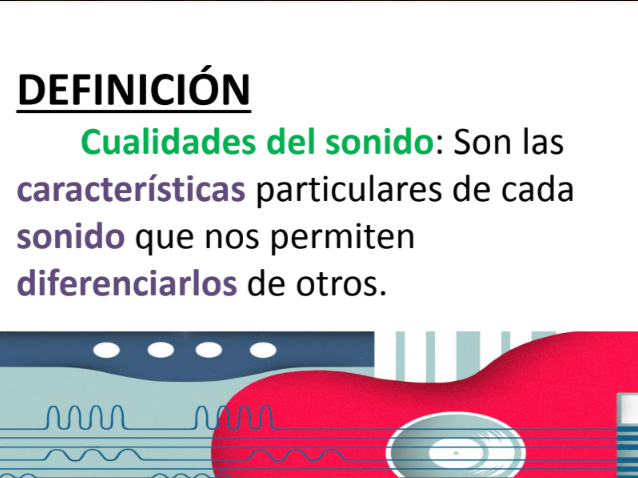 DEFINICIÓN
Cualidades del sonido: Son las
características particulares de cada
sonido que nos permiten
diferenciarlos de otros.